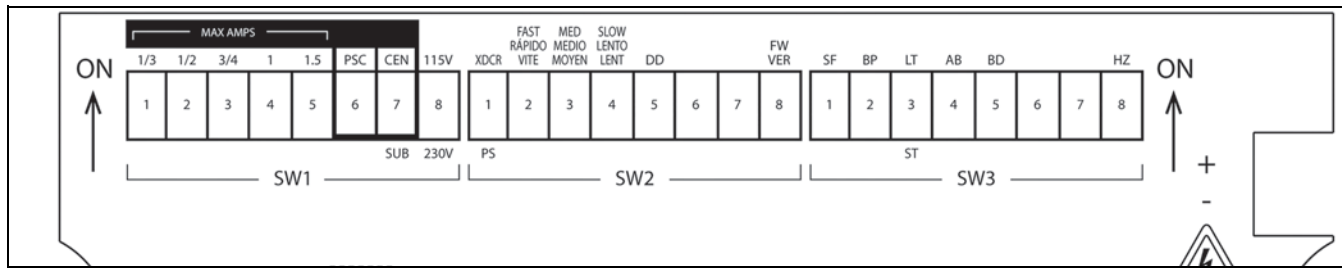 MAX AMPS
FAST MED SLOW
RÁPIDO MEDIO LENTO FW
1/3 1/2 3/4 1 1.5 PSC CEN 115V XDCR VITE MOYEN LENT DD VER SF BP LT AB BD HZ
ON ON
1 2 3 4 5 6 7 8 1 2 3 4 5 6 7 8 1 2 3 4 5 6 7 8
SUB 230V PS ST
SW1 SW2 SW3
+
-